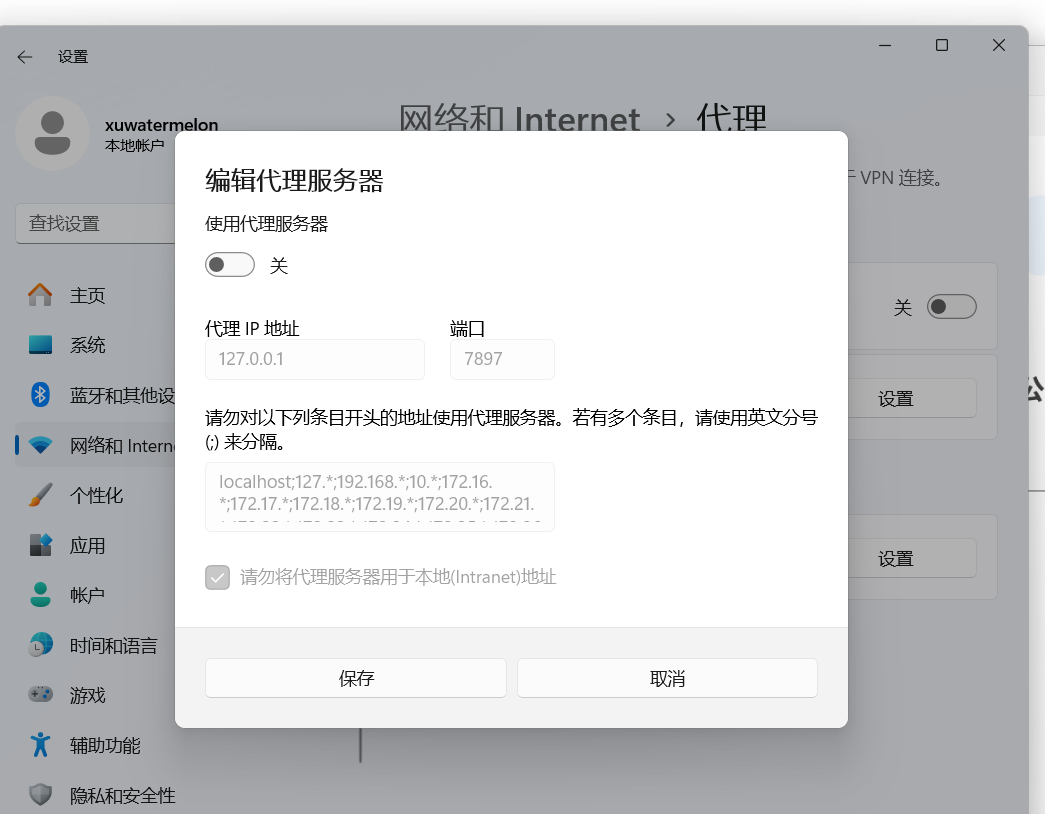 设置
xuwatermelon
本地帐户
网络和 Internet › 代理
VPN 连接。
查找设置
主页
系统
蓝牙和其他设
网络和 Intern
个性化
应用
帐户
时间和语言
游戏
辅助功能
隐私和安全性
编辑代理服务器
使用代理服务器
关
代理 IP 地址
端口
127.0.0.1
7897
请勿对以下列条目开头的地址使用代理服务器。若有多个条目，请使用英文分号
(;) 来分隔。
localhost;127.*;192.168.*;10.*;172.16.
*;172.17.*;172.18.*;172.19.*;172.20.*;172.21.
请勿将代理服务器用于本地(Intranet)地址
保存
取消
关
设置
设置